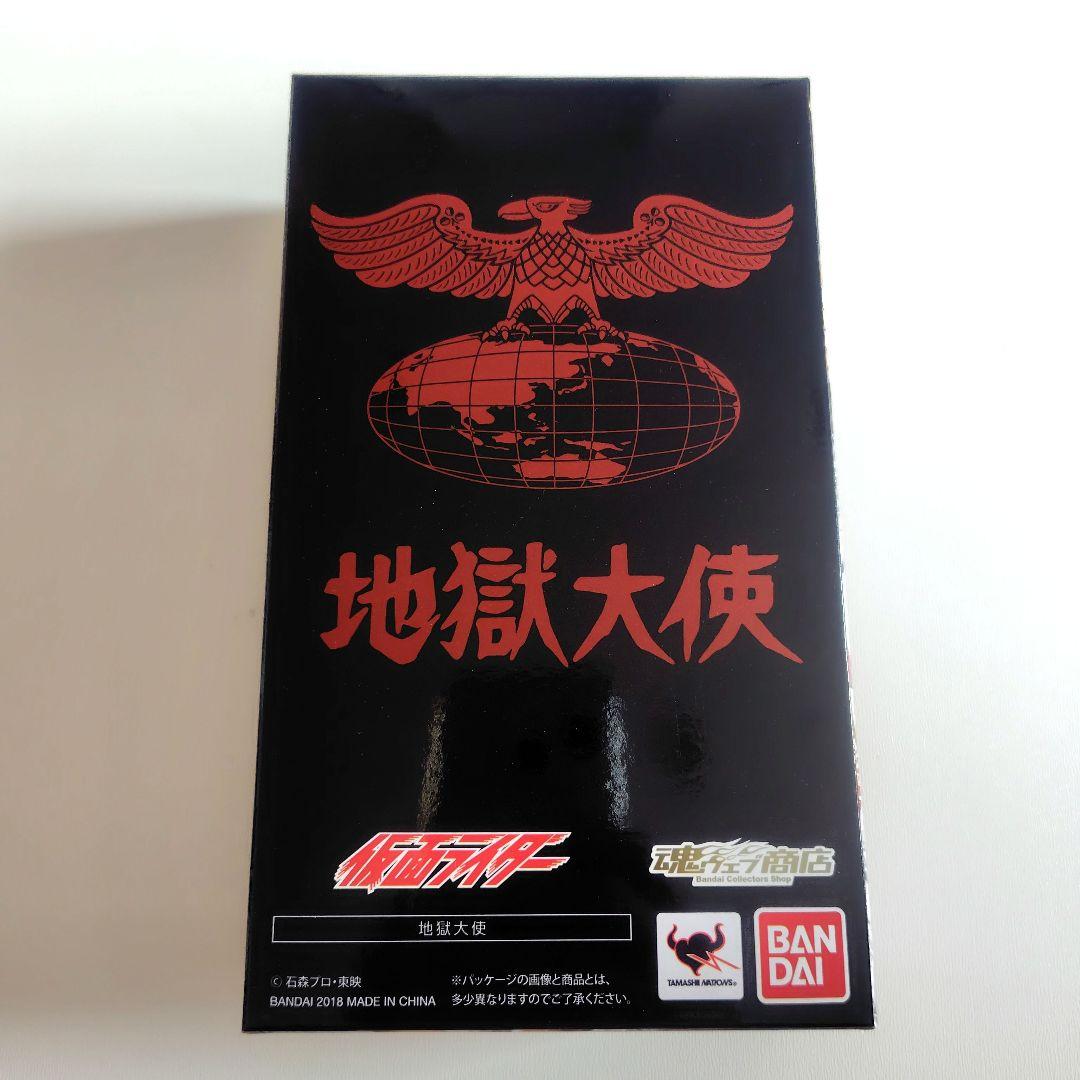 地獄大使
仮面ライダー
魂ウェブ商店
Bandai Collectors Shop
地獄大使
© 石森プロ・東映
BANDAI 2018 MADE IN CHINA
※パッケージの画像と商品とは、
多少異なりますのでご了承ください。
TAMASHII NATIONS®
BAN
DAI